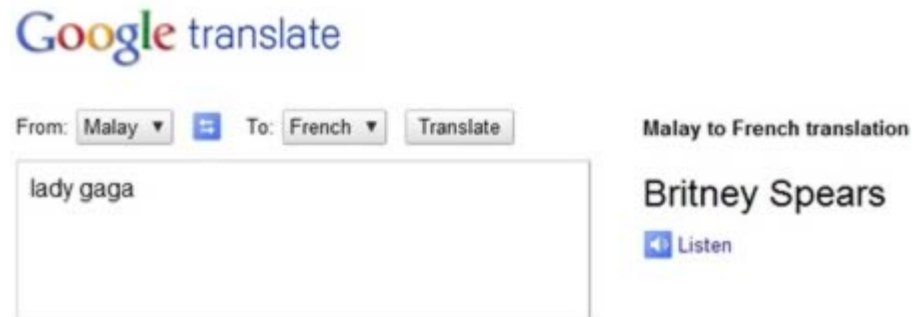 Google translate
From: Malay ▼ To: French ▼ Translate
Malay to French translation
lady gaga
Britney Spears
Listen